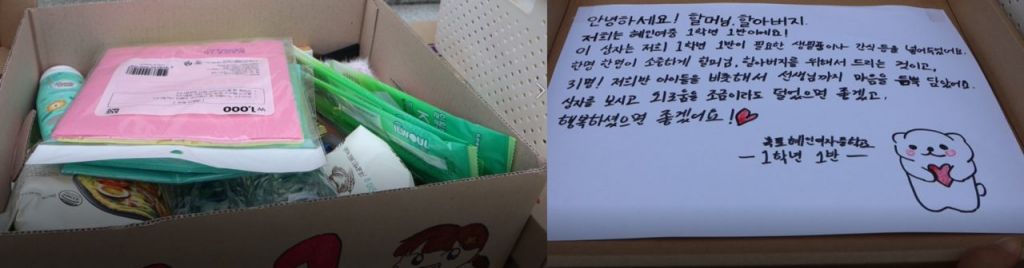 ₩1,000
안녕하세요! 할머님, 할아버지.
저희는 혜인여중 1학년 1반이에요!
이 상자는 저희 1학년 1반이 필요한 생필품이나 간식 등을 넣어두었어요.
한명 한명이 소중하게 할머님, 할아버지를 위해서 드리는 것이고,
31명! 저희반 아이들을 비롯해서 선생님까지 마음을 듬뿍 담았어요.
상자를 보시고 외로움을 조금이라도 덜었으면 좋겠고,
행복하셨으면 좋겠어요!
목포혜인여자중학교
-1학년 1반-